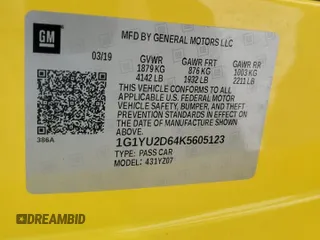 GM
MFD BY GENERAL MOTORS LLC
03/19
GVWR GAWR FRT GAWR RR
1879 KG 876 KG 1003 KG
4142 LB 1932 LB 2211 LB
THIS VEHICLE CONFORMS TO ALL
APPLICABLE U.S. FEDERAL MOTOR
VEHICLE SAFETY, BUMPER, AND THEFT
PREVENTION STANDARDS IN EFFECT
ON THE DATE OF MANUFACTURE
SHOWN ABOVE.
386A
1G1YU2D64K5605123
TYPE: PASS CAR
MODEL: 431YZ07
DREAMBID
DREAMBID.COM